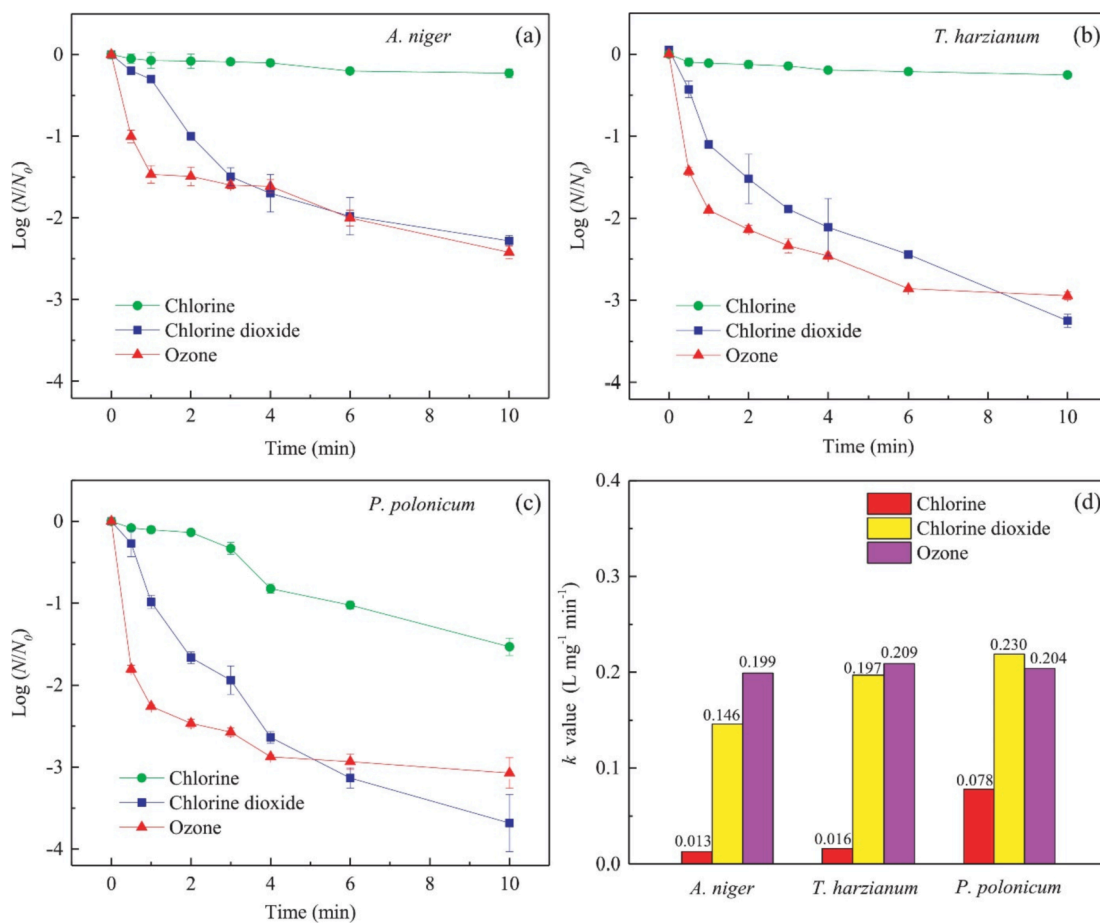 A. niger (a)
0
-1
-2
-3
-4
Log (N/N0)
Chlorine
Chlorine dioxide
Ozone
0 2 4 6 8 10
Time (min)
T. harzianum (b)
0
-1
-2
-3
-4
Log (N/N0)
Chlorine
Chlorine dioxide
Ozone
0 2 4 6 8 10
Time (min)
P. polonicum (c)
0
-1
-2
-3
-4
Log (N/N0)
Chlorine
Chlorine dioxide
Ozone
0 2 4 6 8 10
Time (min)
(d)
Chlorine
Chlorine dioxide
Ozone
0.4
0.3
0.2
0.1
0.0
k value (L mg-1 min-1)
0.013 0.146 0.199
0.016 0.197 0.209
0.078 0.230 0.204
A. niger T. harzianum P. polonicum